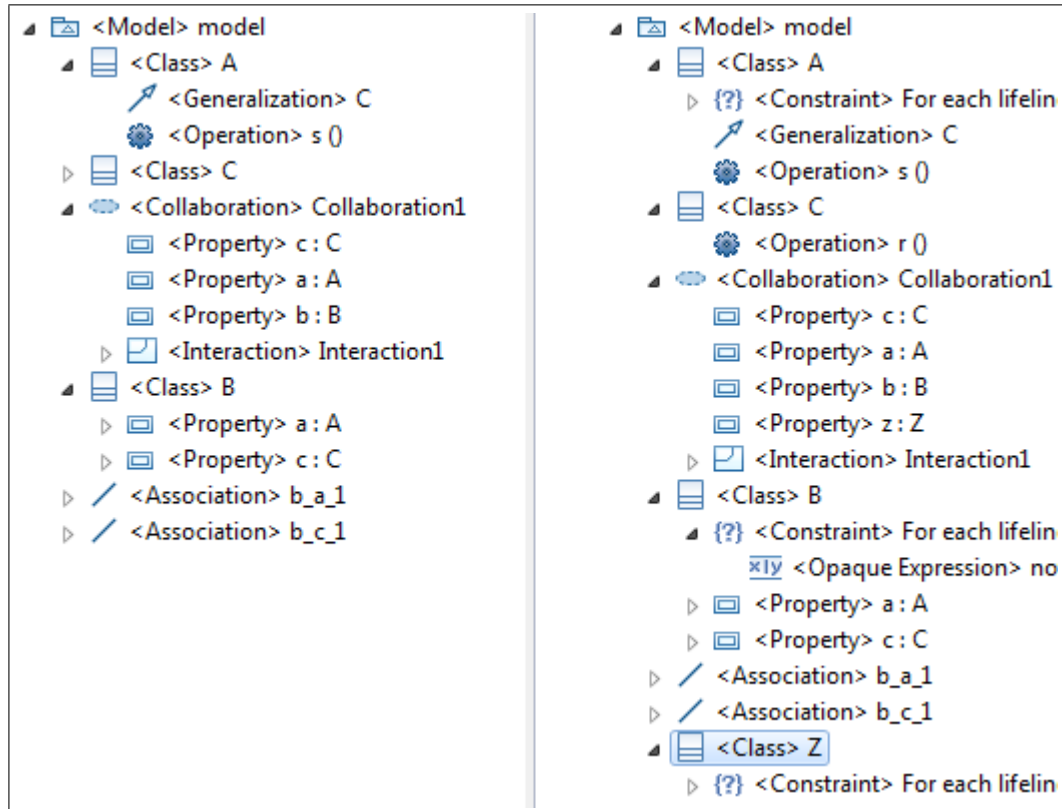 <Model> model
<Class> A
<Generalization> C
<Operation> s ()
<Class> C
<Collaboration> Collaboration1
<Property> c : C
<Property> a : A
<Property> b : B
<Interaction> Interaction1
<Class> B
<Property> a : A
<Property> c : C
<Association> b_a_1
<Association> b_c_1
<Model> model
<Class> A
{?} <Constraint> For each lifelin
<Generalization> C
<Operation> s ()
<Class> C
<Operation> r ()
<Collaboration> Collaboration1
<Property> c : C
<Property> a : A
<Property> b : B
<Property> z : Z
<Interaction> Interaction1
<Class> B
{?} <Constraint> For each lifelin
x|y <Opaque Expression> no
<Property> a : A
<Property> c : C
<Association> b_a_1
<Association> b_c_1
<Class> Z
{?} <Constraint> For each lifelin